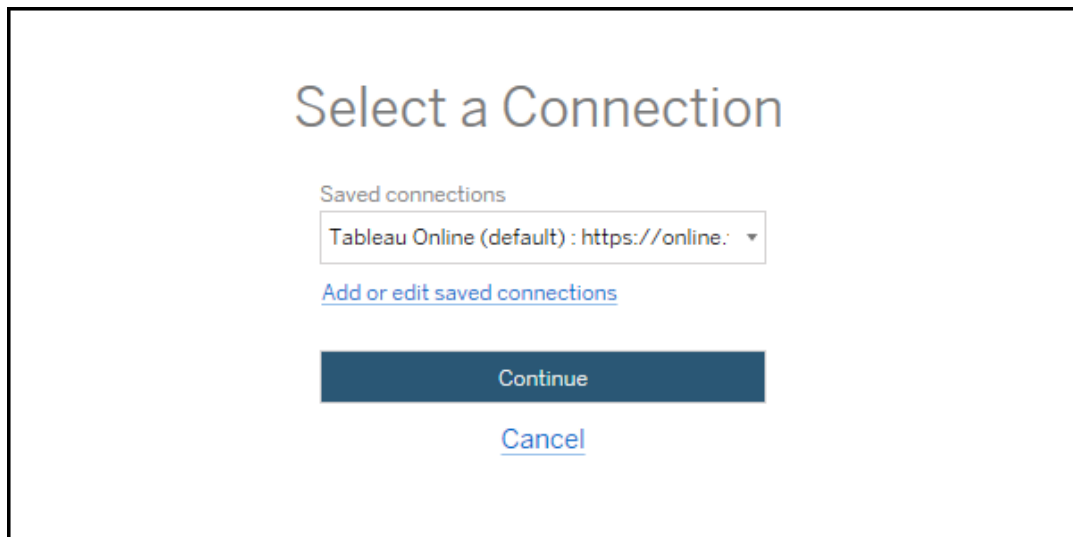 Select a Connection
Saved connections
Tableau Online (default) : https://online.
Add or edit saved connections
Continue
Cancel